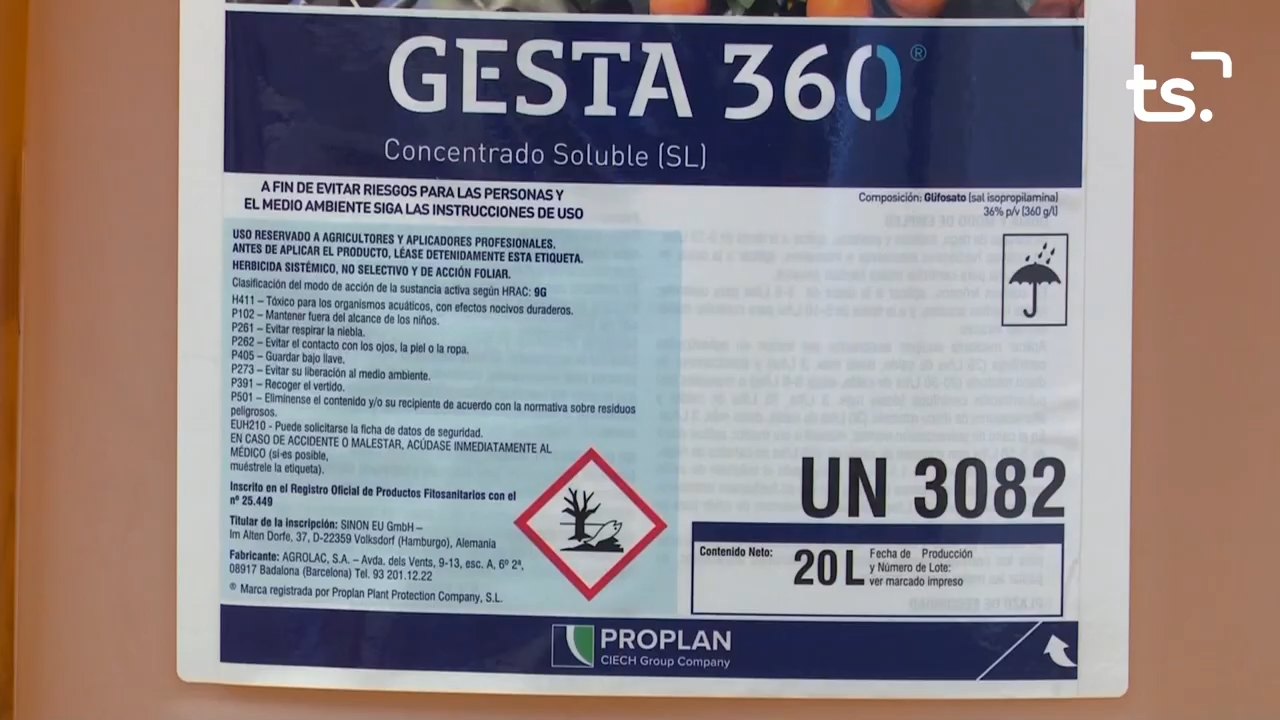 GESTA 360®
ts.
Concentrado Soluble (SL)
A FIN DE EVITAR RIESGOS PARA LAS PERSONAS Y
EL MEDIO AMBIENTE SIGA LAS INSTRUCCIONES DE USO
Composición: Glifosato (sal isopropilamina)
36% p/v (360 g/l)
USO RESERVADO A AGRICULTORES Y APLICADORES PROFESIONALES.
ANTES DE APLICAR EL PRODUCTO, LÉASE DETENIDAMENTE ESTA ETIQUETA.
HERBICIDA SISTÉMICO, NO SELECTIVO Y DE ACCIÓN FOLIAR.
Clasificación del modo de acción de la sustancia activa según HRAC: 9G
H411 – Tóxico para los organismos acuáticos, con efectos nocivos duraderos.
P102 – Mantener fuera del alcance de los niños.
P261 – Evitar respirar la niebla.
P262 – Evitar el contacto con los ojos, la piel o la ropa.
P405 – Guardar bajo llave.
P273 – Evitar su liberación al medio ambiente.
P391 – Recoger el vertido.
P501 – Elimínense el contenido y/o su recipiente de acuerdo con la normativa sobre residuos
peligrosos.
EUH210 - Puede solicitarse la ficha de datos de seguridad.
EN CASO DE ACCIDENTE O MALESTAR, ACÚDASE INMEDIATAMENTE AL
MÉDICO (si es posible,
muéstrele la etiqueta).
Inscrito en el Registro Oficial de Productos Fitosanitarios con el
nº 25.449
Titular de la inscripción: SINON EU GmbH –
Im Alten Dorfe, 37, D-22359 Volksdorf (Hamburgo), Alemania
Fabricante: AGROLAC, S.A. – Avda. dels Vents, 9-13, esc. A, 6º 2ª,
08917 Badalona (Barcelona) Tel. 93 201.12.22
® Marca registrada por Proplan Plant Protection Company, S.L.
UN 3082
Contenido Neto: 20 L
Fecha de Producción
y Número de Lote:
ver marcado impreso
PROPLAN
CIECH Group Company